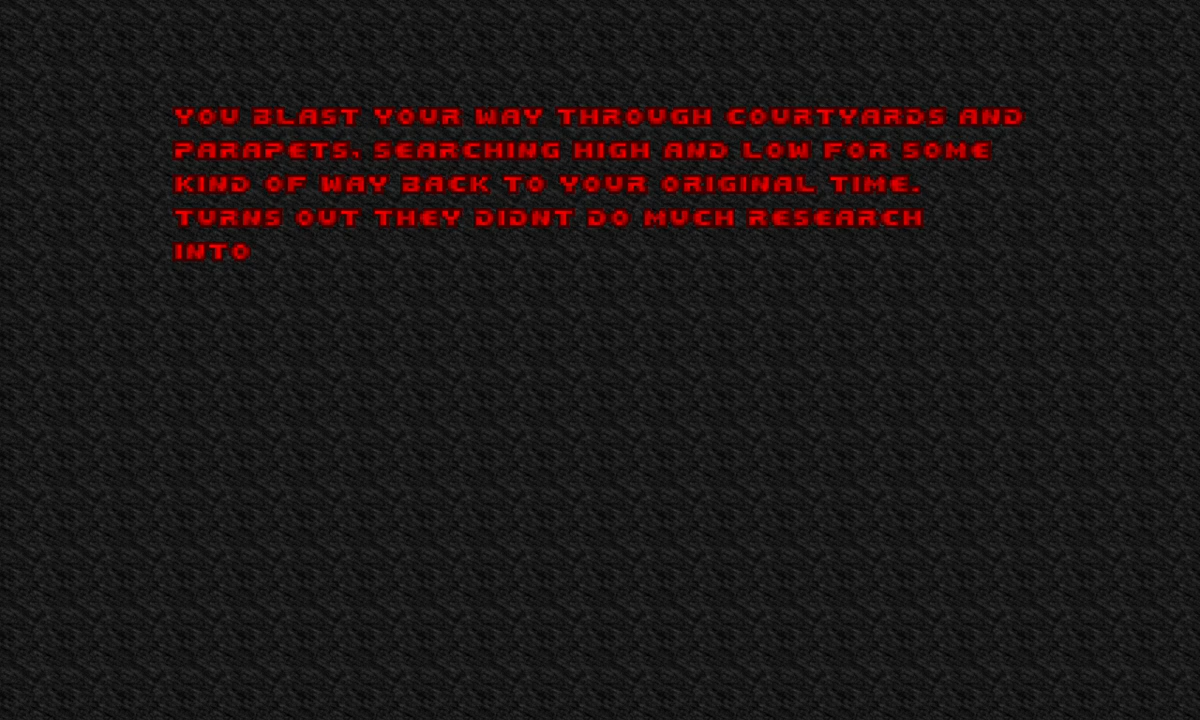 YOU BLAST YOUR WAY THROUGH COURTYARDS AND
PARAPETS, SEARCHING HIGH AND LOW FOR SOME
KIND OF WAY BACK TO YOUR ORIGINAL TIME.
TURNS OUT THEY DIDNT DO MUCH RESEARCH
INTO